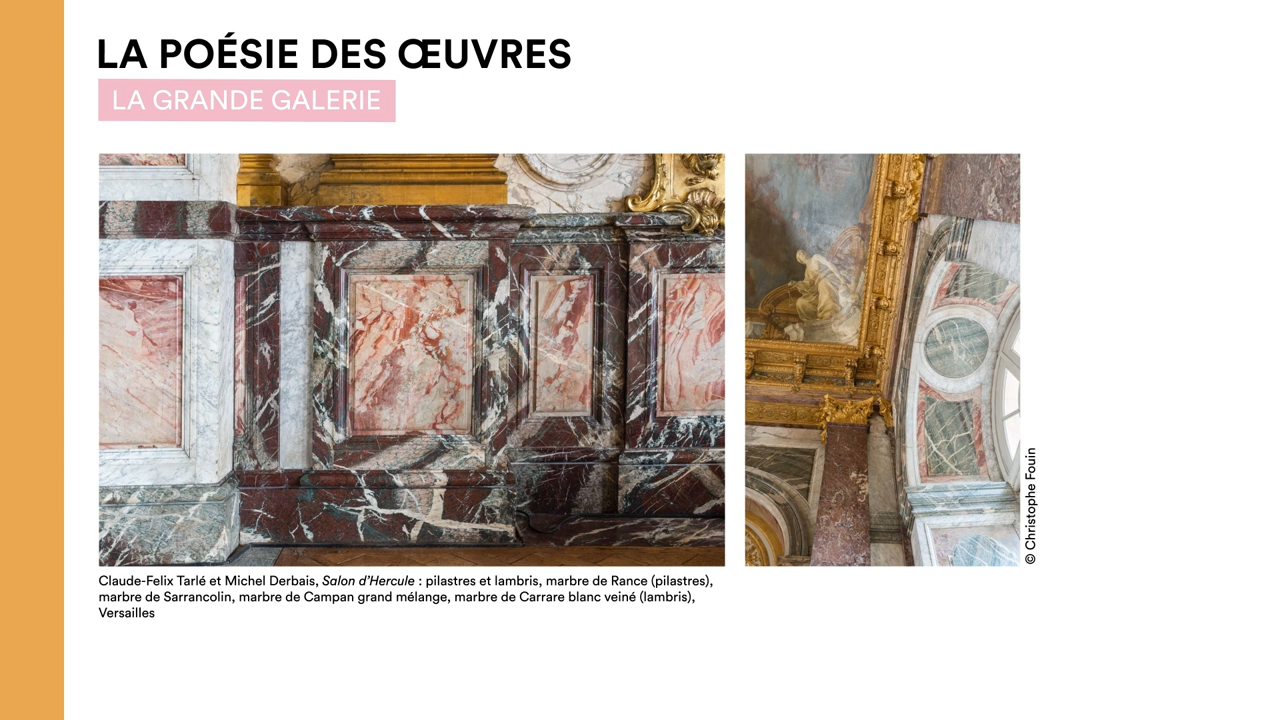 LA POÉSIE DES ŒUVRES
LA GRANDE GALERIE
Claude-Felix Tarlé et Michel Derbais, Salon d’Hercule : pilastres et lambris, marbre de Rance (pilastres),
marbre de Sarrancolin, marbre de Campan grand mélange, marbre de Carrare blanc veiné (lambris),
Versailles
© Christophe Fouin